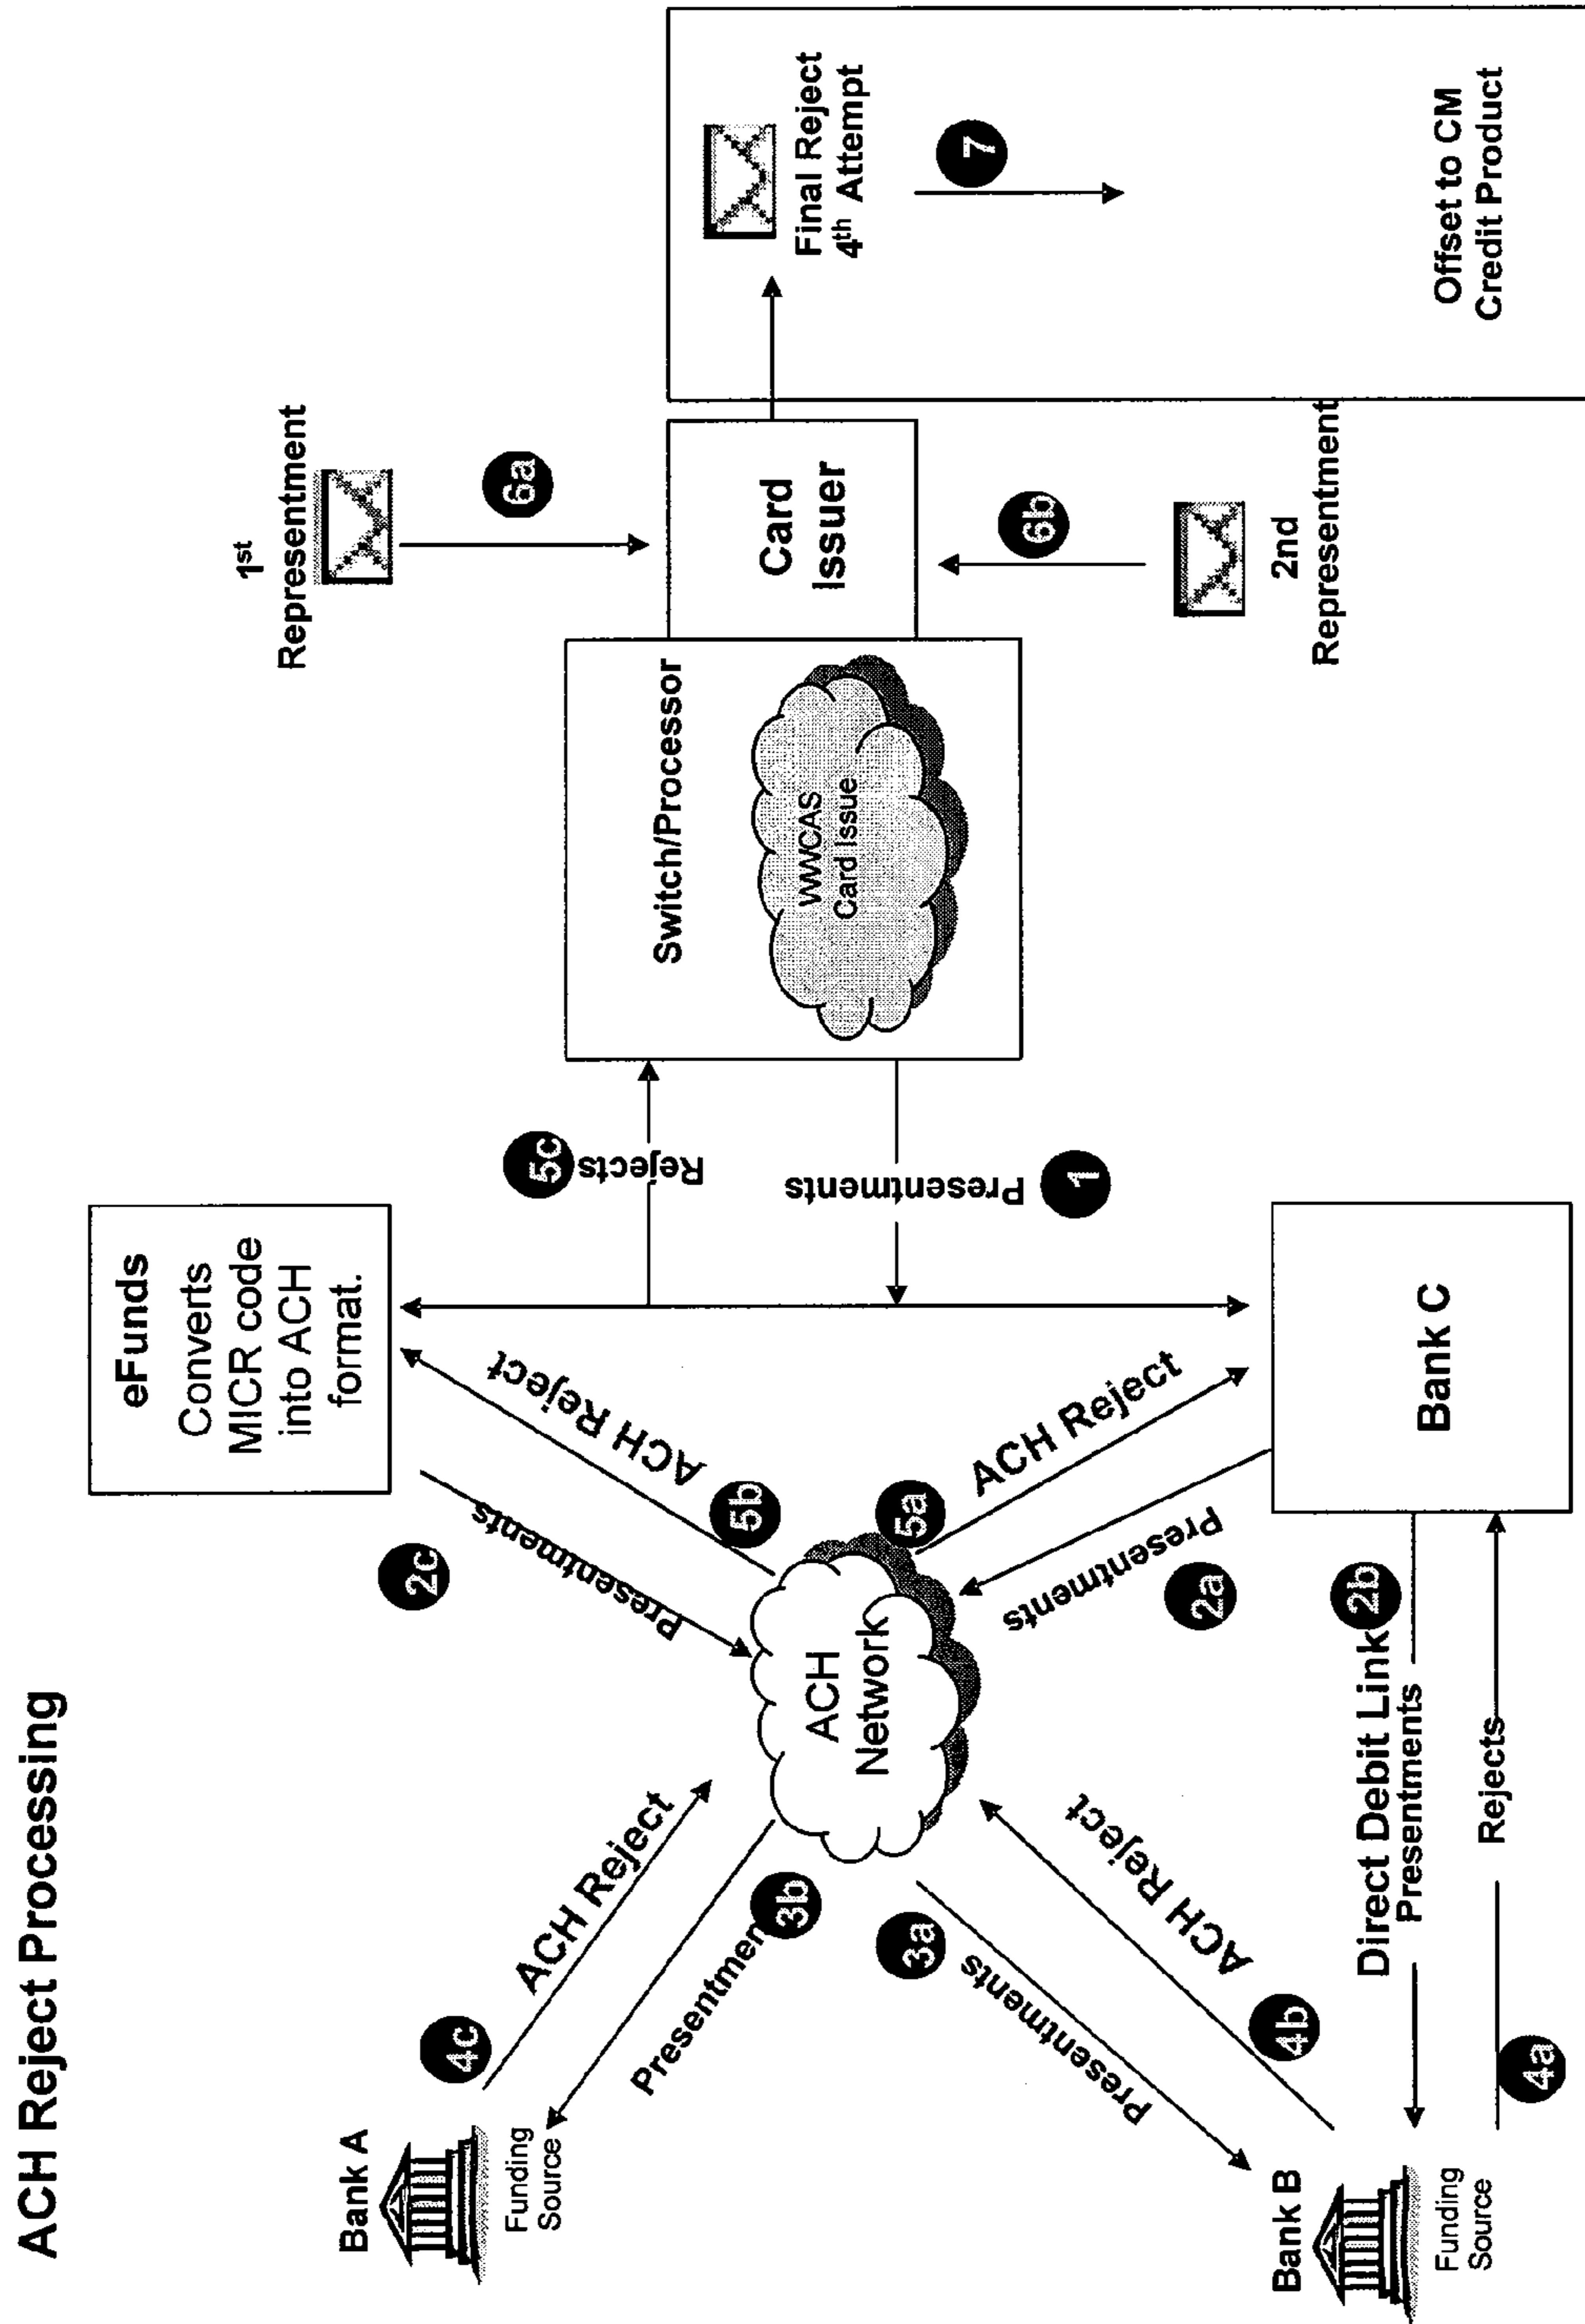 ACH Reject Processing
Bank A
Funding
Source
4c
ACH Reject
Presentmen
3b
2c
Presentments
ACH Reject
5b
eFunds
Converts
MICR code
into ACH
format.
ACH
Network
5a
ACH Reject
Presentments
2a
3a
Presentments
ACH Reject
4b
Bank B
Funding
Source
Direct Debit Link
2b
Presentments
Rejects
4a
Bank C
5c
Rejects
Presentments
1
Switch/Processor
WWCAS
Card Issue
1st
Representment
6a
Card
Issuer
6b
2nd
Representment
Final Reject
4th Attempt
7
Offset to CM
Credit Product